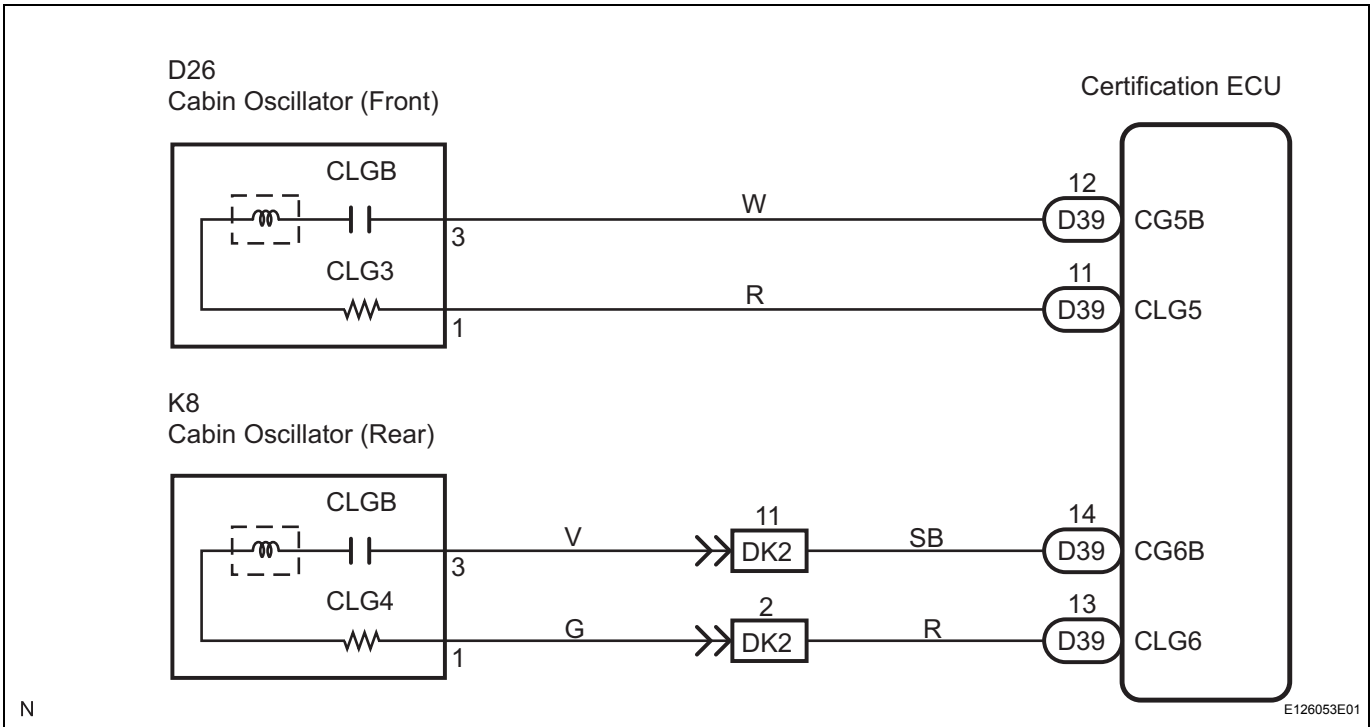 D26
Cabin Oscillator (Front)
Certification ECU
CLGB
3
W
12
D39
CG5B
CLG3
1
R
11
D39
CLG5
K8
Cabin Oscillator (Rear)
CLGB
3
V
11
DK2
SB
14
D39
CG6B
CLG4
1
G
2
DK2
R
13
D39
CLG6
N
E126053E01